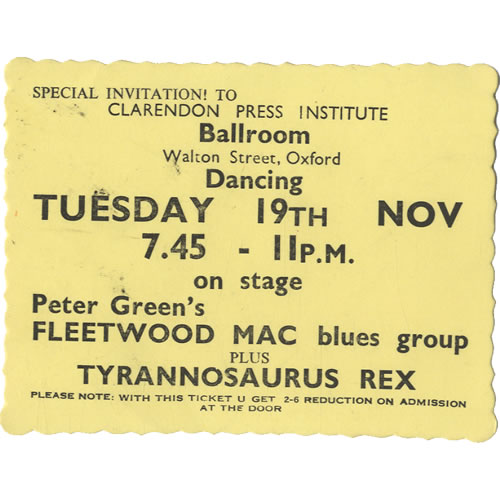 SPECIAL INVITATION! TO
CLARENDON PRESS INSTITUTE
Ballroom
Walton Street, Oxford
Dancing
TUESDAY 19TH NOV
7.45 - 11P.M.
on stage
Peter Green's
FLEETWOOD MAC blues group
PLUS
TYRANNOSAURUS REX
PLEASE NOTE: WITH THIS TICKET U GET 2-6 REDUCTION ON ADMISSION
AT THE DOOR